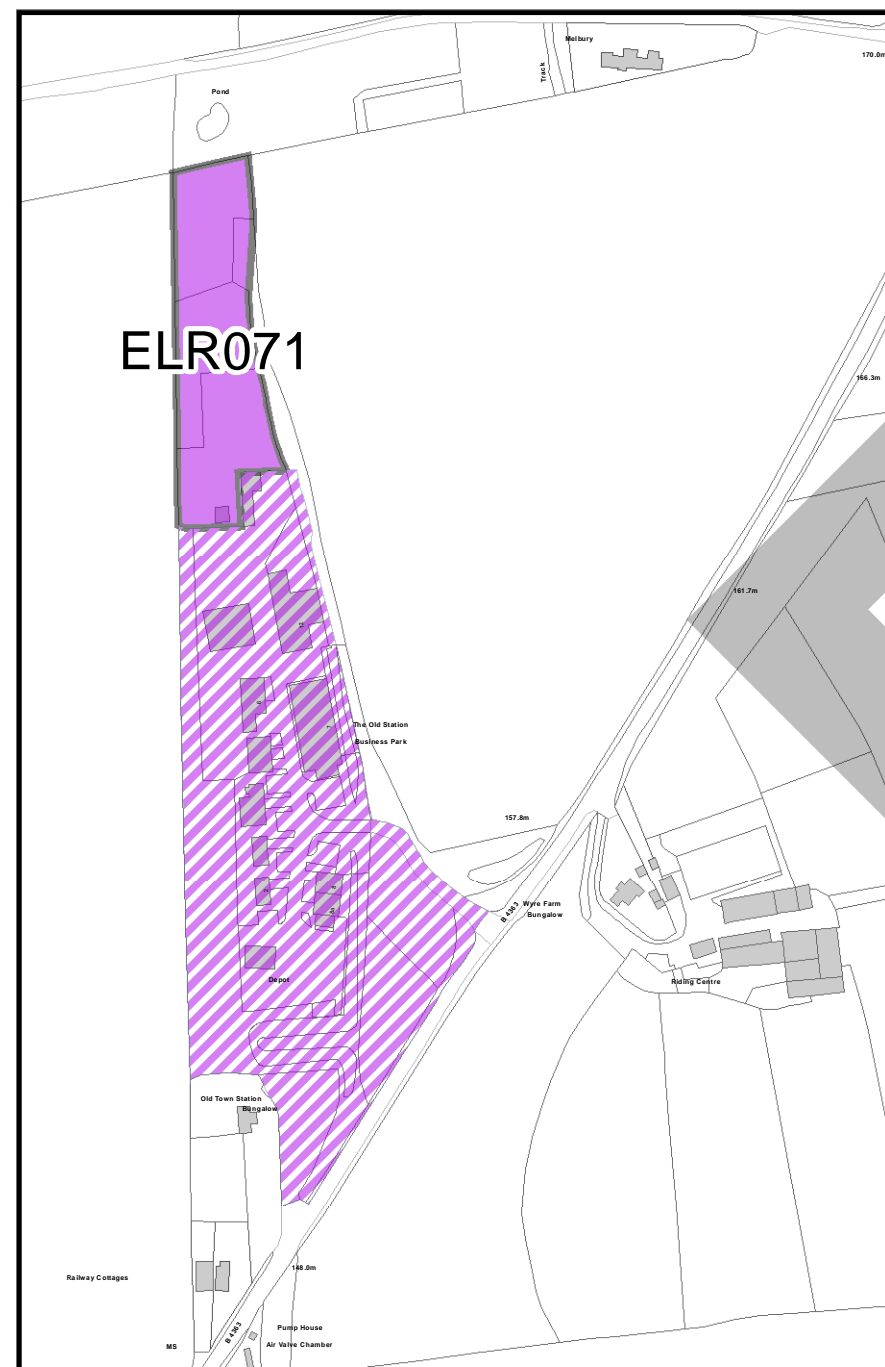 Melbury
170.0m
Track
Pond
ELR071
166.3m
161.7m
The Old Station
Business Park
157.8m
B 4363
Wyre Farm
Bungalow
Depot
Riding Centre
Old Town Station
Bungalow
148.0m
Railway Cottages
Pump House
B 4363
Air Valve Chamber
MS